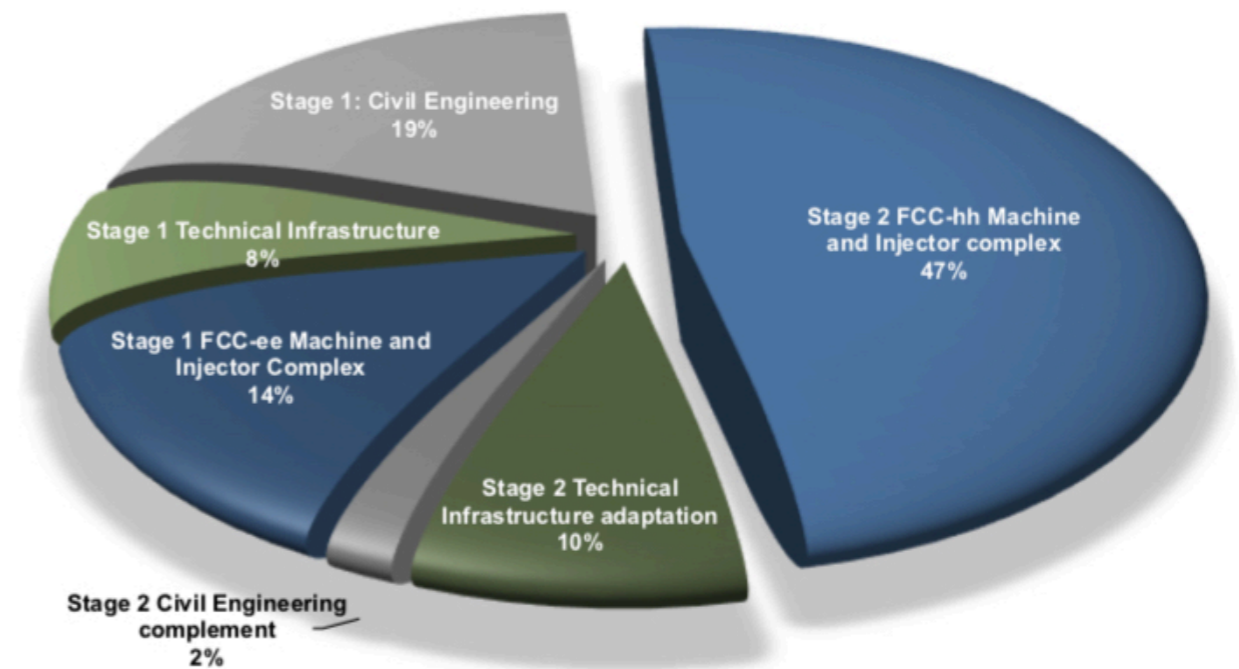 Stage 1: Civil Engineering
19%
Stage 2 FCC-hh Machine
and Injector complex
47%
Stage 1 Technical Infrastructure
8%
Stage 1 FCC-ee Machine and
Injector Complex
14%
Stage 2 Technical
Infrastructure adaptation
10%
Stage 2 Civil Engineering
complement
2%